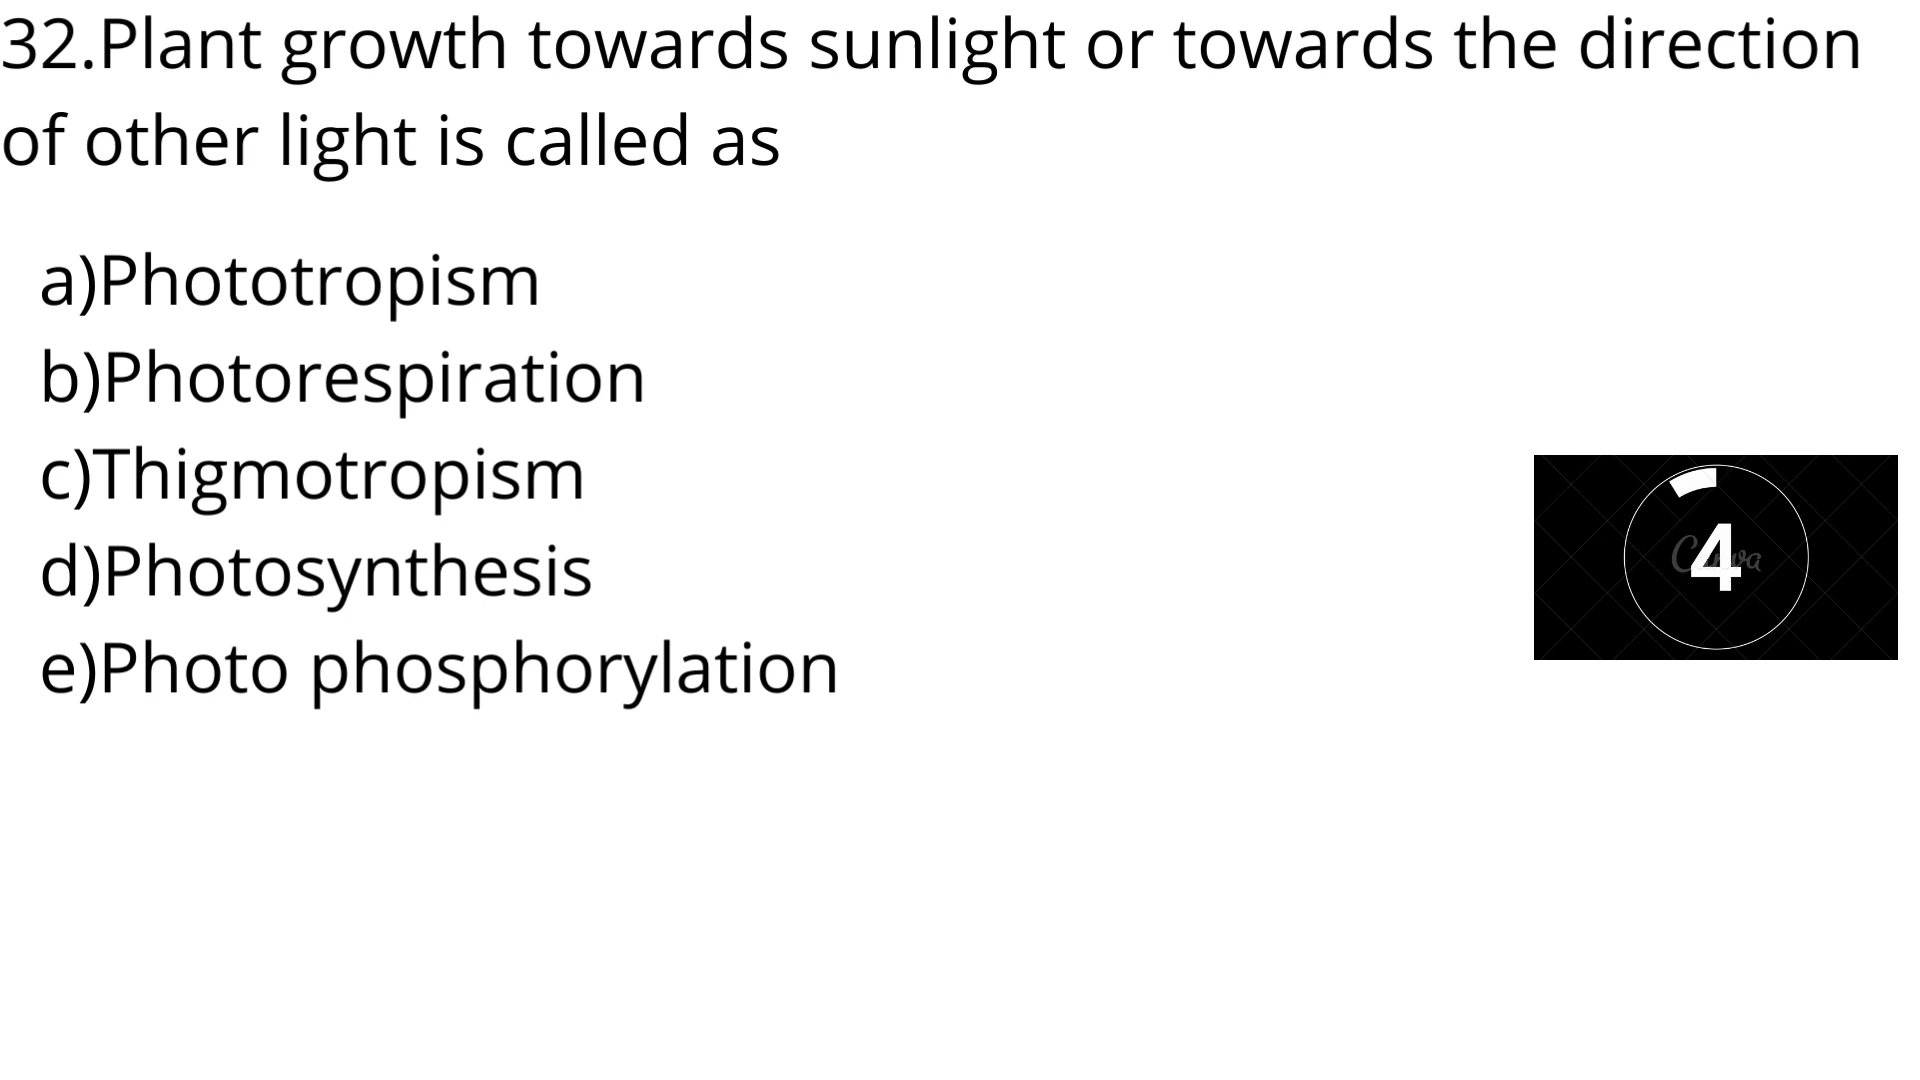 32.Plant growth towards sunlight or towards the direction
of other light is called as
a)Phototropism
b)Photorespiration
c)Thigmotropism
d)Photosynthesis
e)Photo phosphorylation
4
Canva